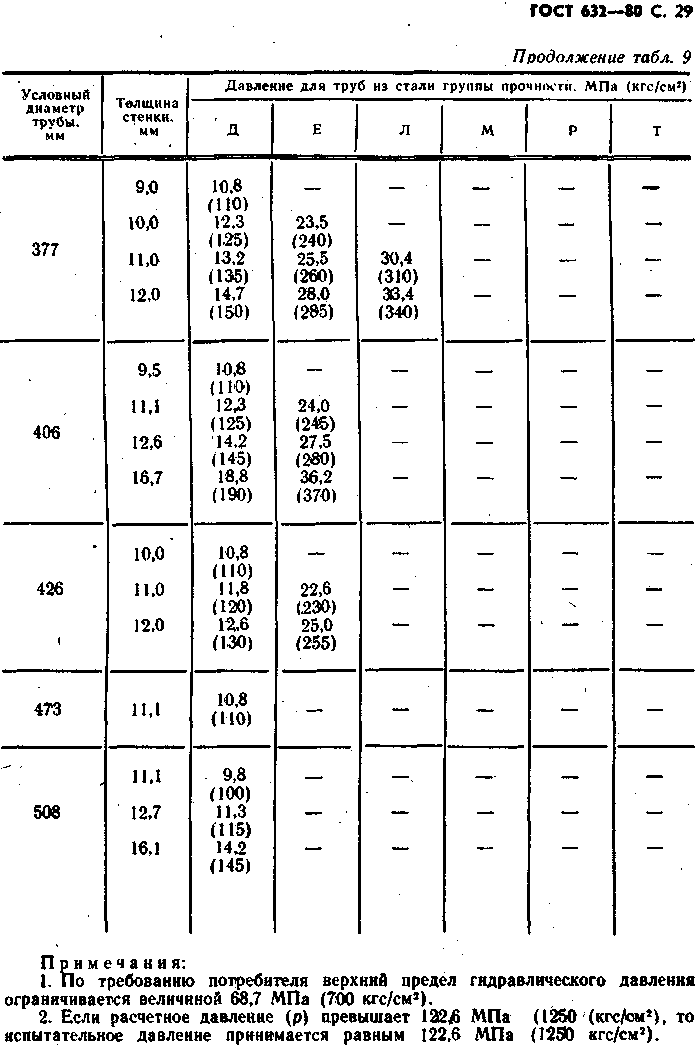 ГОСТ 632—80 С. 29
Продолжение табл. 9
Условный диаметр трубы, мм
Толщина стенки, мм
Давление для труб из стали группы прочности, МПа (кгс/см²)
Д Е Л М Р Т
377
9,0 10,8 — — — — —
(110)
10,0 12,3 23,5 — — — —
(125) (240)
11,0 13,2 25,5 30,4 — — —
(135) (260) (310)
12,0 14,7 28,0 33,4 — — —
(150) (285) (340)
406
9,5 10,8 — — — — —
(110)
11,1 12,3 24,0 — — — —
(125) (245)
12,6 14,2 27,5 — — — —
(145) (280)
16,7 18,8 36,2 — — — —
(190) (370)
426
10,0 10,8 — — — — —
(110)
11,0 11,8 22,6 — — — —
(120) (230)
12,0 12,6 25,0 — — — —
(130) (255)
473 11,1 10,8 — — — — —
(110)
508
11,1 9,8 — — — — —
(100)
12,7 11,3 — — — — —
(115)
16,1 14,2 — — — — —
(145)
Примечания:
1. По требованию потребителя верхний предел гидравлического давления
ограничивается величиной 68,7 МПа (700 кгс/см²).
2. Если расчетное давление (р) превышает 122,6 МПа (1250 (кгс/см²), то
испытательное давление принимается равным 122,6 МПа (1250 кгс/см²).